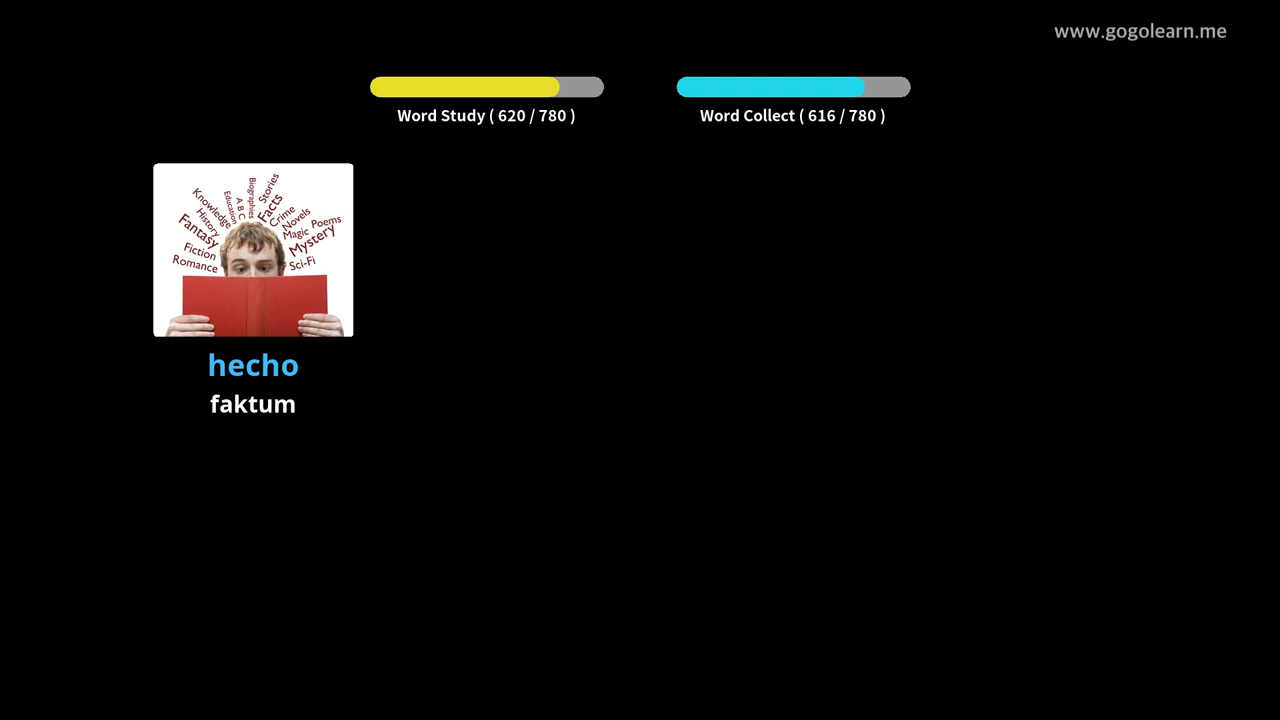 www.gogolearn.me
Word Study ( 620 / 780 )
Word Collect ( 616 / 780 )
Knowledge
History
Fantasy
Fiction
Romance
Education
A B C
Biographies
Stories
Facts
Crime
Novels
Magic
Poems
Mystery
Sci-Fi
hecho
faktum